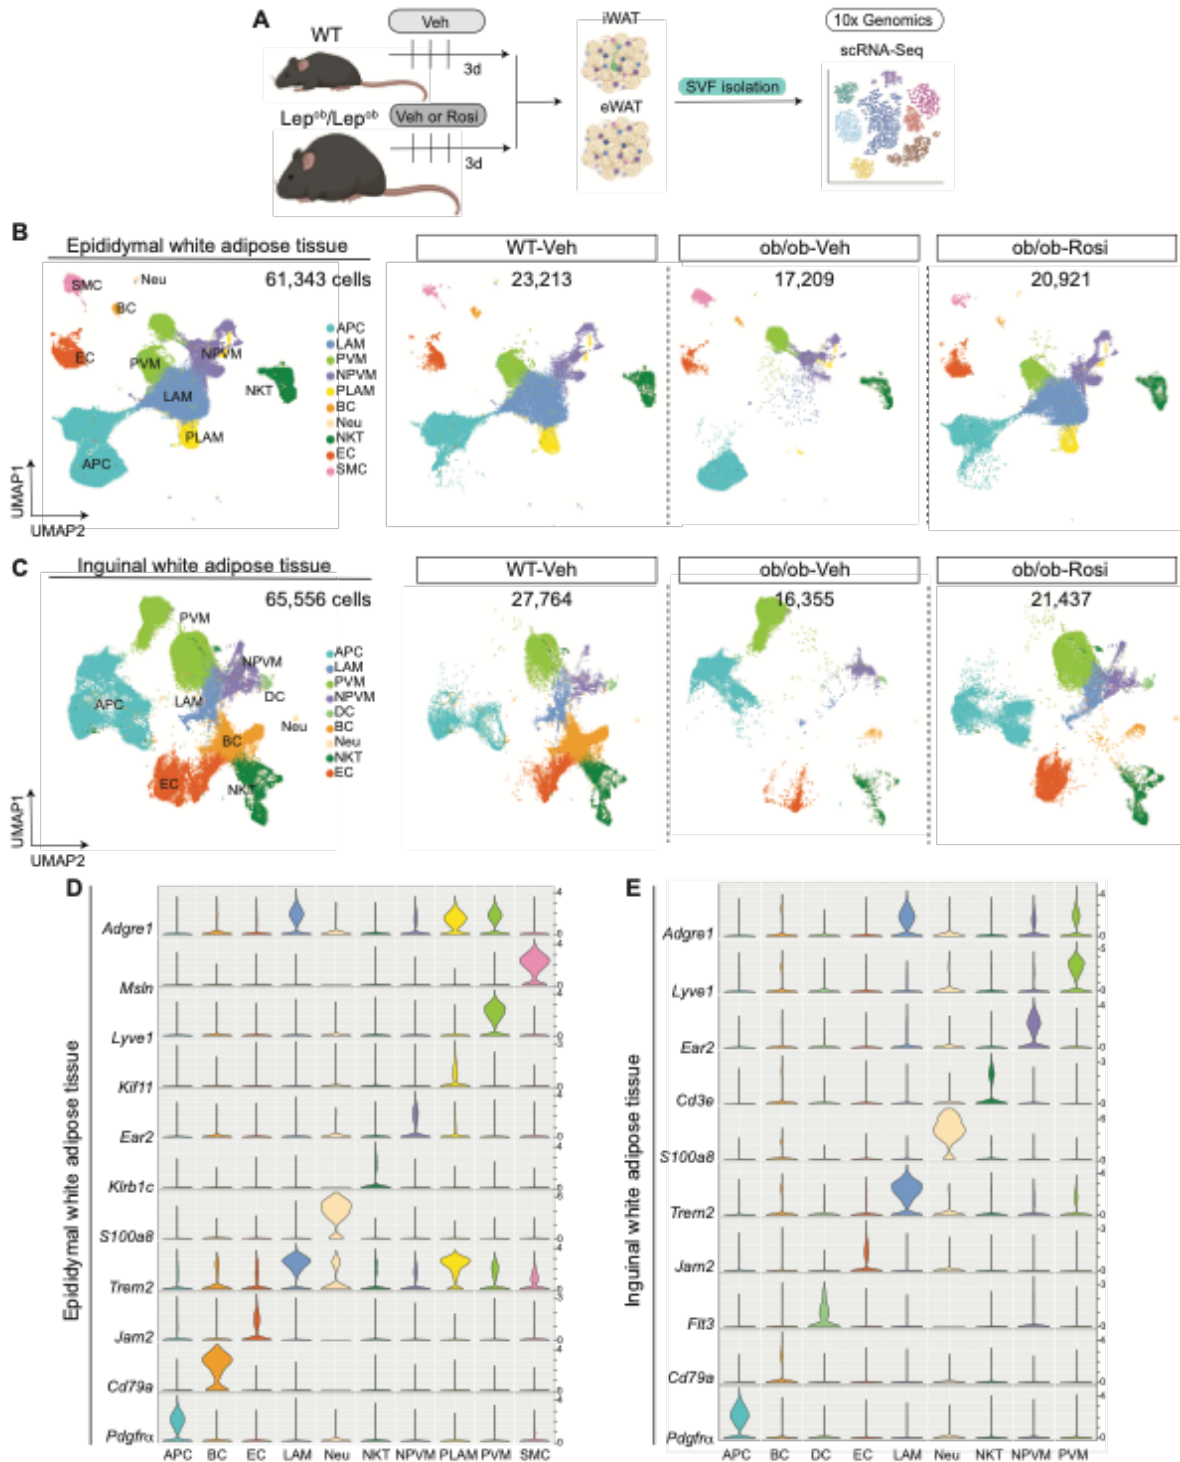 A
WT
Veh
3d
Lepob/Lepob
Veh or Rosi
3d
iWAT
eWAT
SVF isolation
10x Genomics
scRNA-Seq
B
Epididymal white adipose tissue
WT-Veh
ob/ob-Veh
ob/ob-Rosi
61,343 cells
23,213
17,209
20,921
SMC
Neu
BC
EC
PVM
NPVM
LAM
NKT
PLAM
APC
APC
LAM
PVM
NPVM
PLAM
BC
Neu
NKT
EC
SMC
UMAP1
UMAP2
C
Inguinal white adipose tissue
WT-Veh
ob/ob-Veh
ob/ob-Rosi
65,556 cells
27,764
16,355
21,437
PVM
NPVM
DC
LAM
APC
Neu
BC
EC
NKT
APC
LAM
PVM
NPVM
DC
BC
Neu
NKT
EC
UMAP1
UMAP2
D
Epididymal white adipose tissue
Adgre1
Msln
Lyve1
Kif11
Ear2
Klrb1c
S100a8
Trem2
Jam2
Cd79a
Pdgfrα
APC BC EC LAM Neu NKT NPVM PLAM PVM SMC
E
Inguinal white adipose tissue
Adgre1
Lyve1
Ear2
Cd3e
S100a8
Trem2
Jam2
Flt3
Cd79a
Pdgfrα
APC BC DC EC LAM Neu NKT NPVM PVM